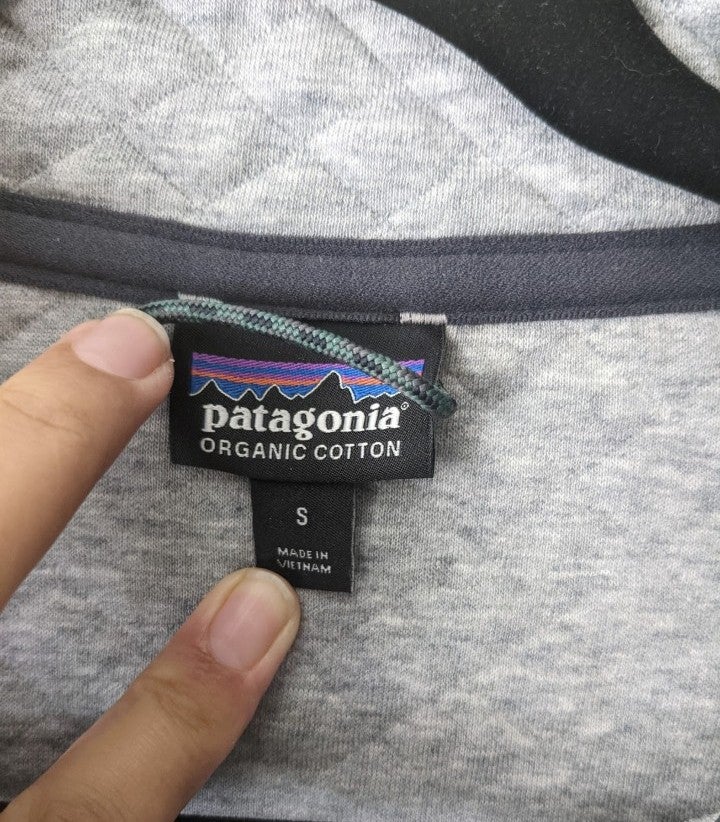 patagonia®
ORGANIC COTTON
S
MADE IN
VIETNAM